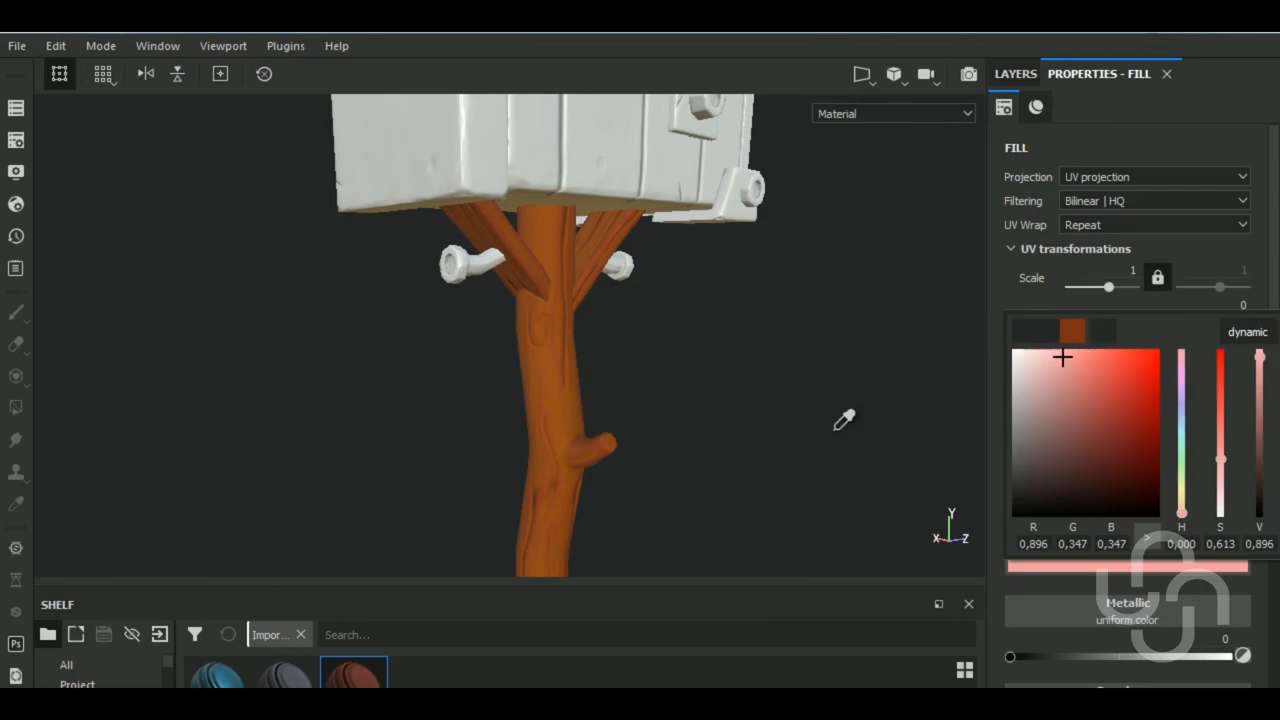 File Edit Mode Window Viewport Plugins Help
LAYERS PROPERTIES - FILL
Material
FILL
Projection UV projection
Filtering Bilinear | HQ
UV Wrap Repeat
UV transformations
Scale 1 1
0
dynamic
R G B H S V
0,896 0,347 0,347 > 0,000 0,613 0,896
Y
X Z
Metallic
uniform color
0
SHELF
Impor... Search...
All
Project
Ps